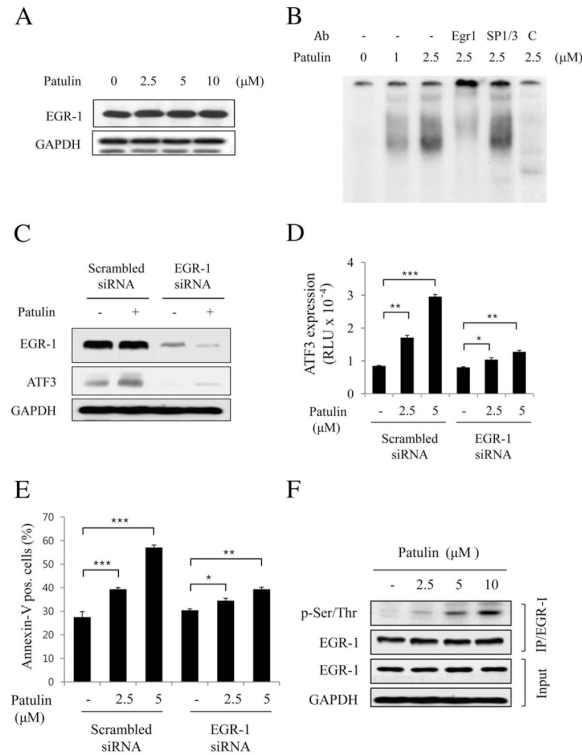 A
Patulin 0 2.5 5 10 (μM)
EGR-1
GAPDH
B
Ab - - - Egr1 SP1/3 C
Patulin 0 1 2.5 2.5 2.5 2.5 (μM)
C
Scrambled siRNA
EGR-1 siRNA
Patulin - + - +
EGR-1
ATF3
GAPDH
D
ATF3 expression
(RLU x 10⁻⁴)
4
3
2
1
0
***
**
**
*
Patulin - 2.5 5 - 2.5 5
(μM)
Scrambled siRNA
EGR-1 siRNA
E
Annexin-V pos. cells (%)
70
60
50
40
30
20
10
0
***
***
**
*
Patulin - 2.5 5 - 2.5 5
(μM)
Scrambled siRNA
EGR-1 siRNA
F
Patulin (μM )
- 2.5 5 10
p-Ser/Thr
EGR-1
IP/EGR-1
EGR-1
GAPDH
Input